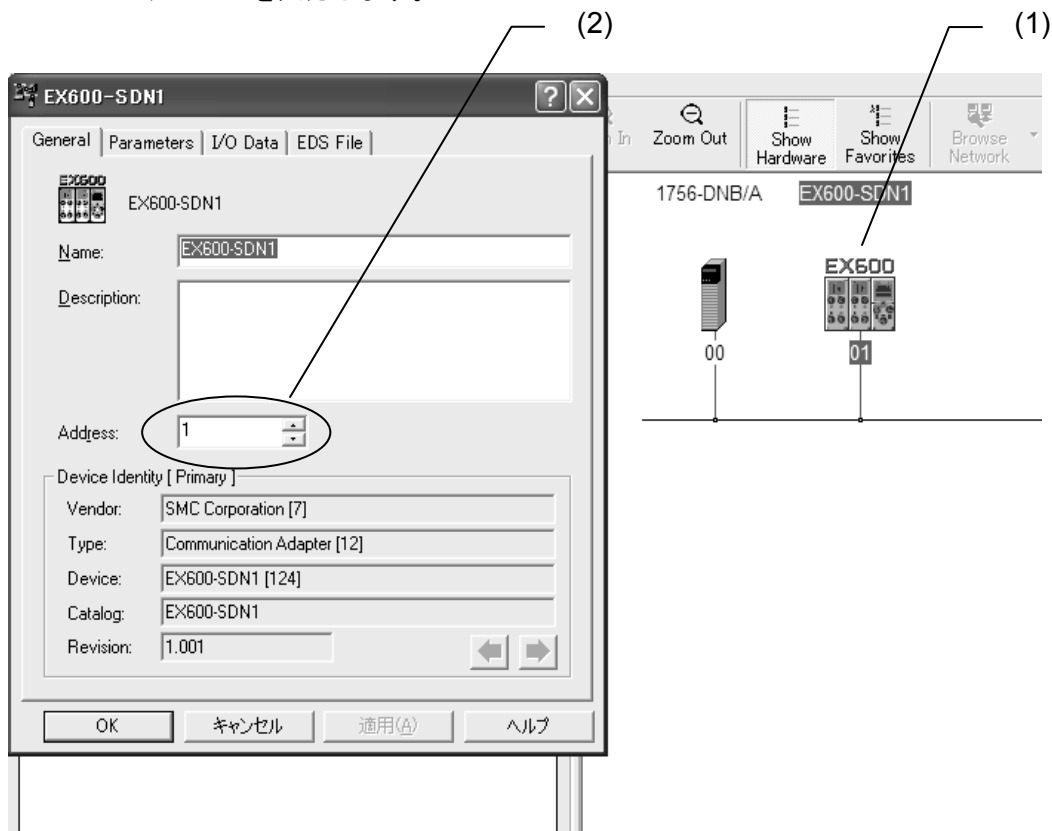 (2)
(1)
EX600-SDN1
General Parameters I/O Data EDS File
EX600
EX600-SDN1
Name: EX600-SDN1
Description:
Address: 1
Device Identity [ Primary ]
Vendor: SMC Corporation [7]
Type: Communication Adapter [12]
Device: EX600-SDN1 [124]
Catalog: EX600-SDN1
Revision: 1.001
OK キャンセル 適用(A) ヘルプ
In Zoom Out Show Hardware Show Favorites Browse Network
1756-DNB/A EX600-SDN1
EX600
00 01